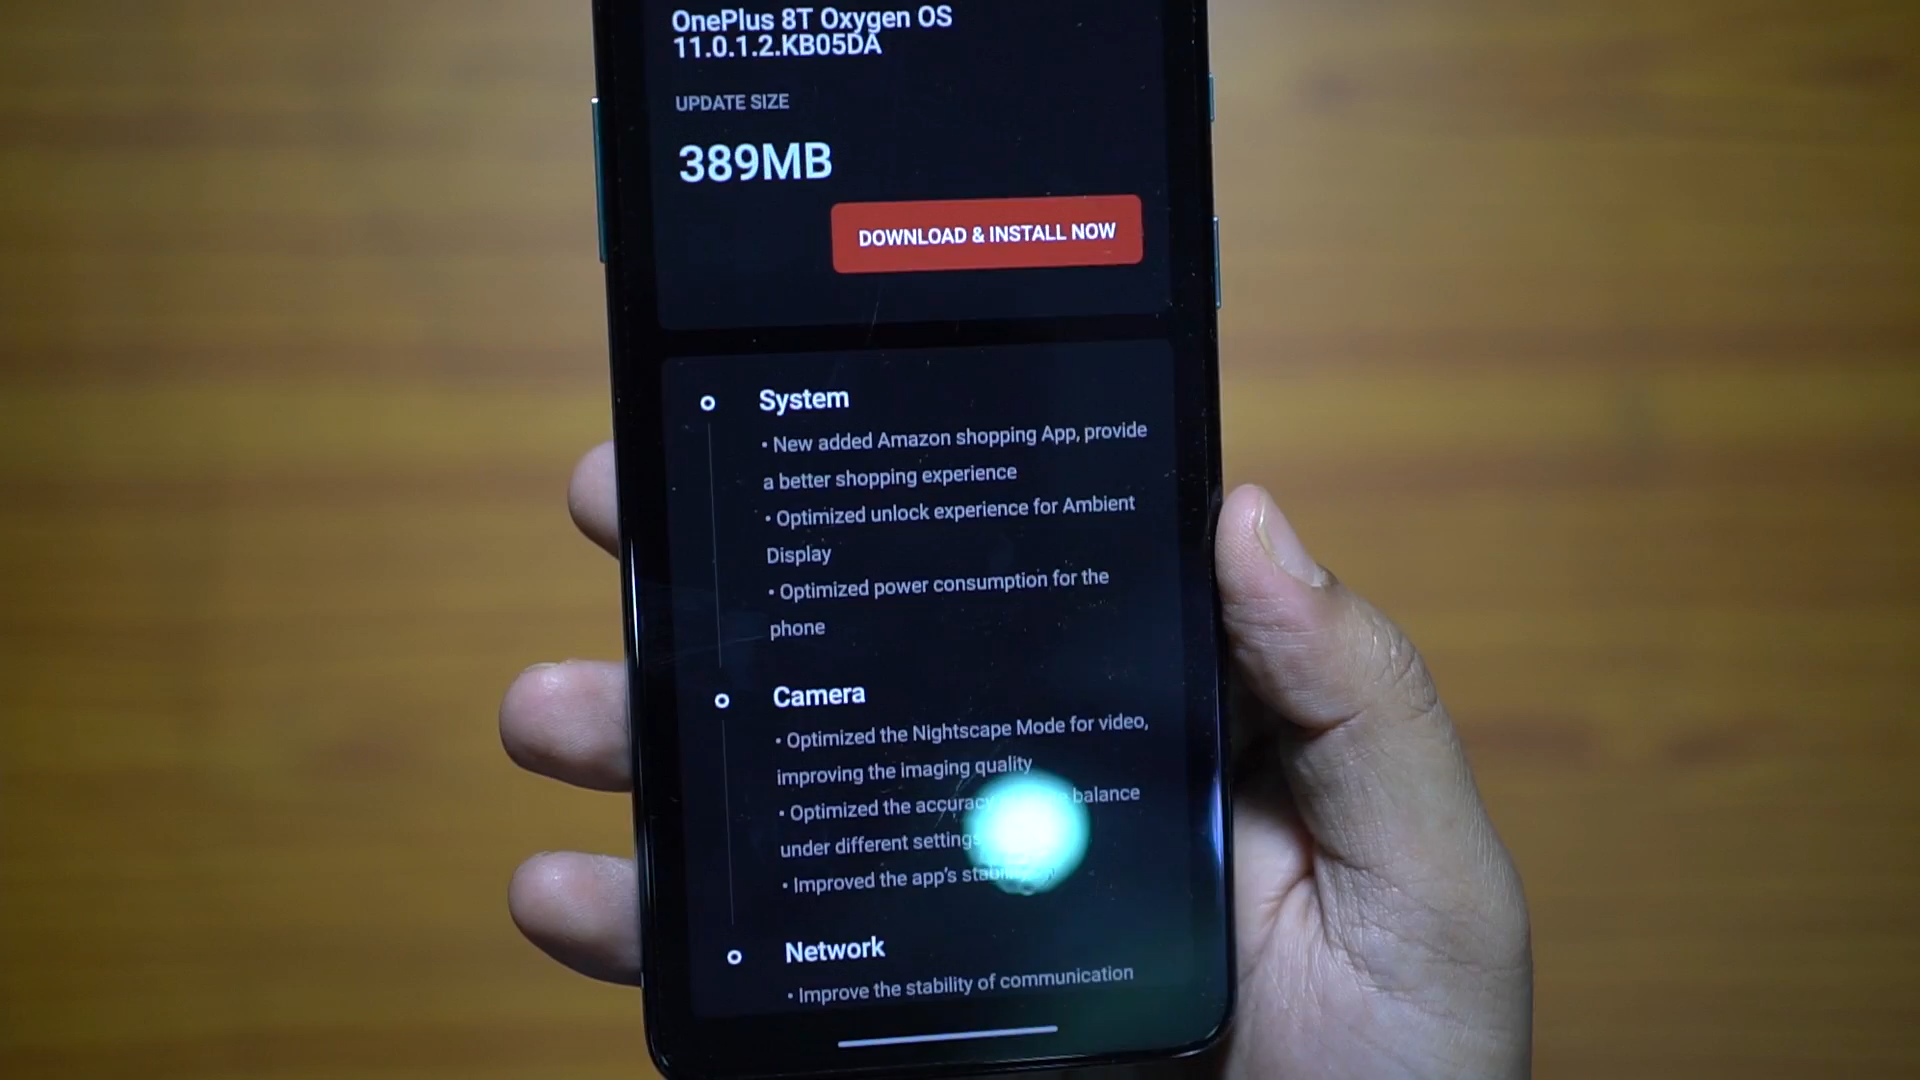 OnePlus 8T Oxygen OS
11.0.1.2.KB05DA
UPDATE SIZE
389MB
DOWNLOAD & INSTALL NOW
System
• New added Amazon shopping App, provide
a better shopping experience
• Optimized unlock experience for Ambient
Display
• Optimized power consumption for the
phone
Camera
• Optimized the Nightscape Mode for video,
improving the imaging quality
• Optimized the accuracy balance
under different settings
• Improved the app's stability
Network
• Improve the stability of communication